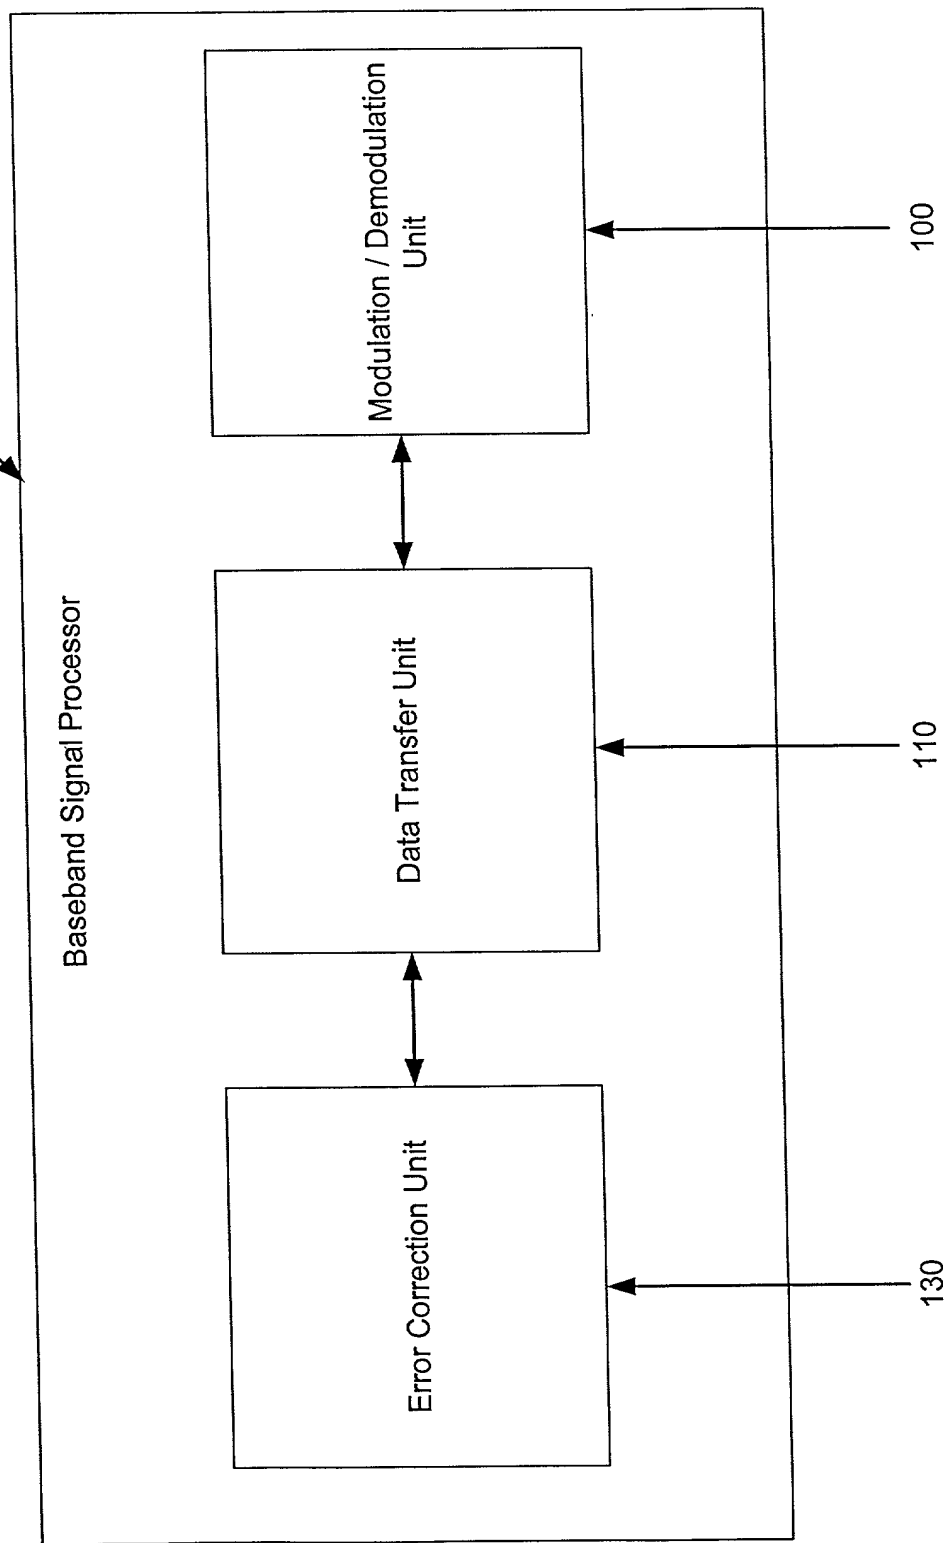 Baseband Signal Processor
Error Correction Unit
Data Transfer Unit
Modulation / Demodulation
Unit
130
110
100